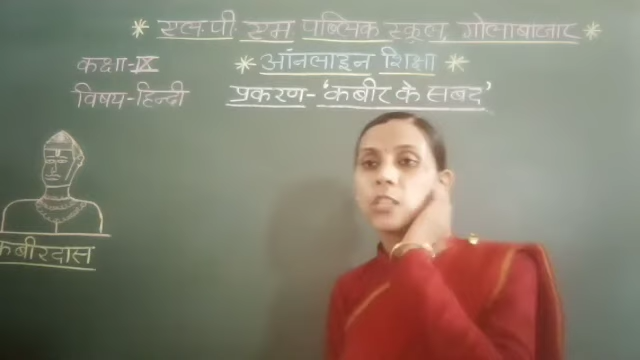 * एल.पी. एम पब्लिक स्कूल, गोलाबाजार *
कक्षा-IX * ऑनलाइन शिक्षा *
विषय-हिन्दी प्रकरण-'कबीर के सबद'
कबीरदास